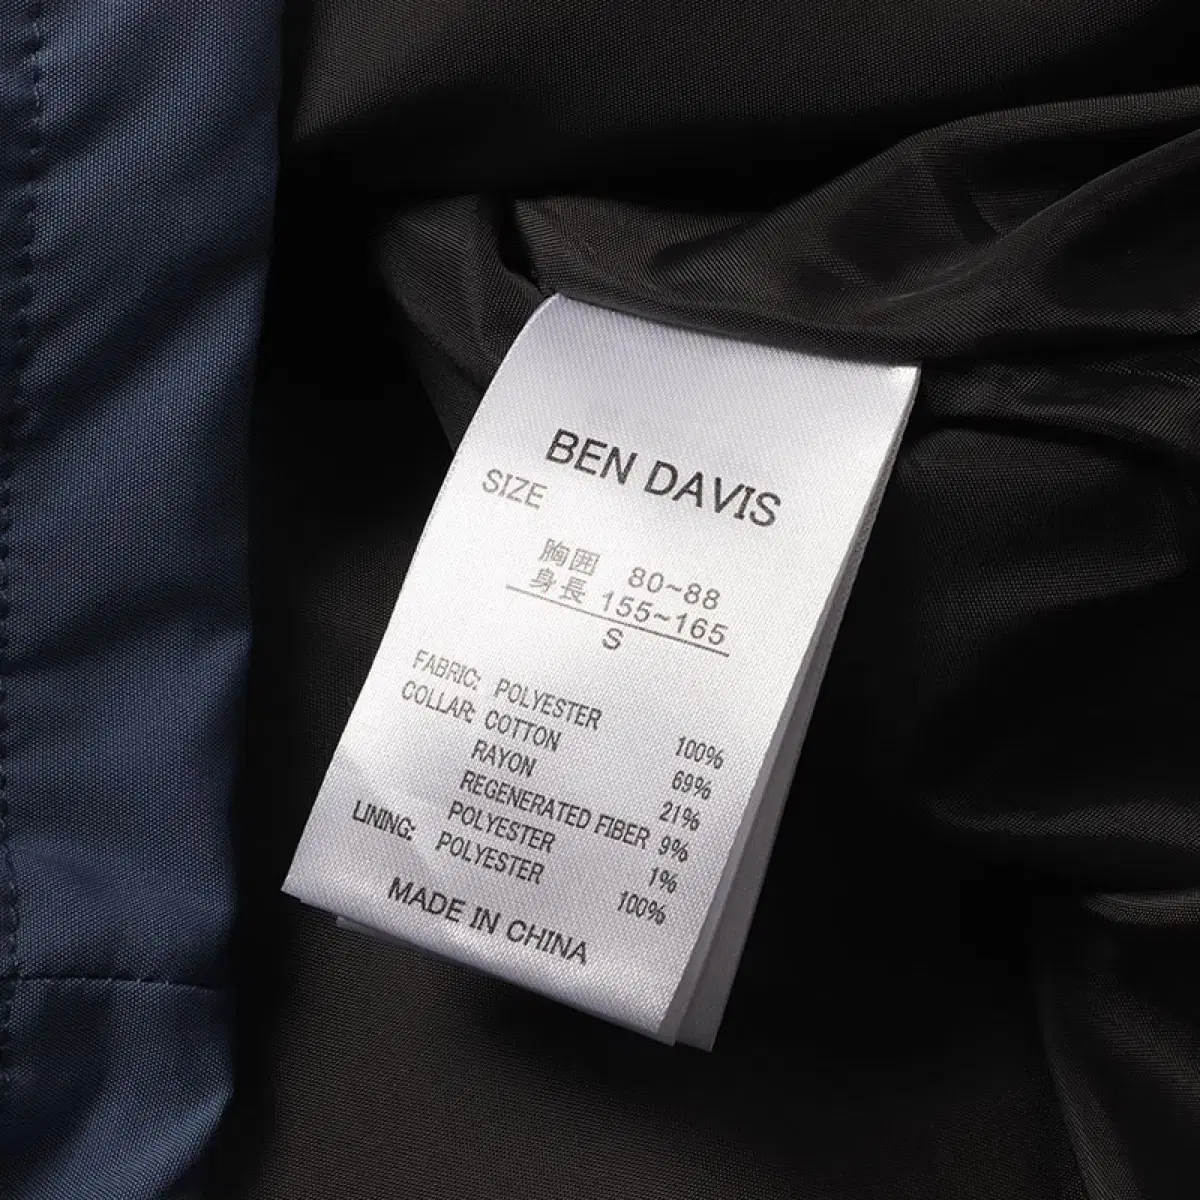 BEN DAVIS
SIZE
胸囲 80~88
身長 155~165
S
FABRIC: POLYESTER 100%
COLLAR: COTTON 69%
RAYON 21%
REGENERATED FIBER 9%
POLYESTER 1%
LINING: POLYESTER 100%
MADE IN CHINA